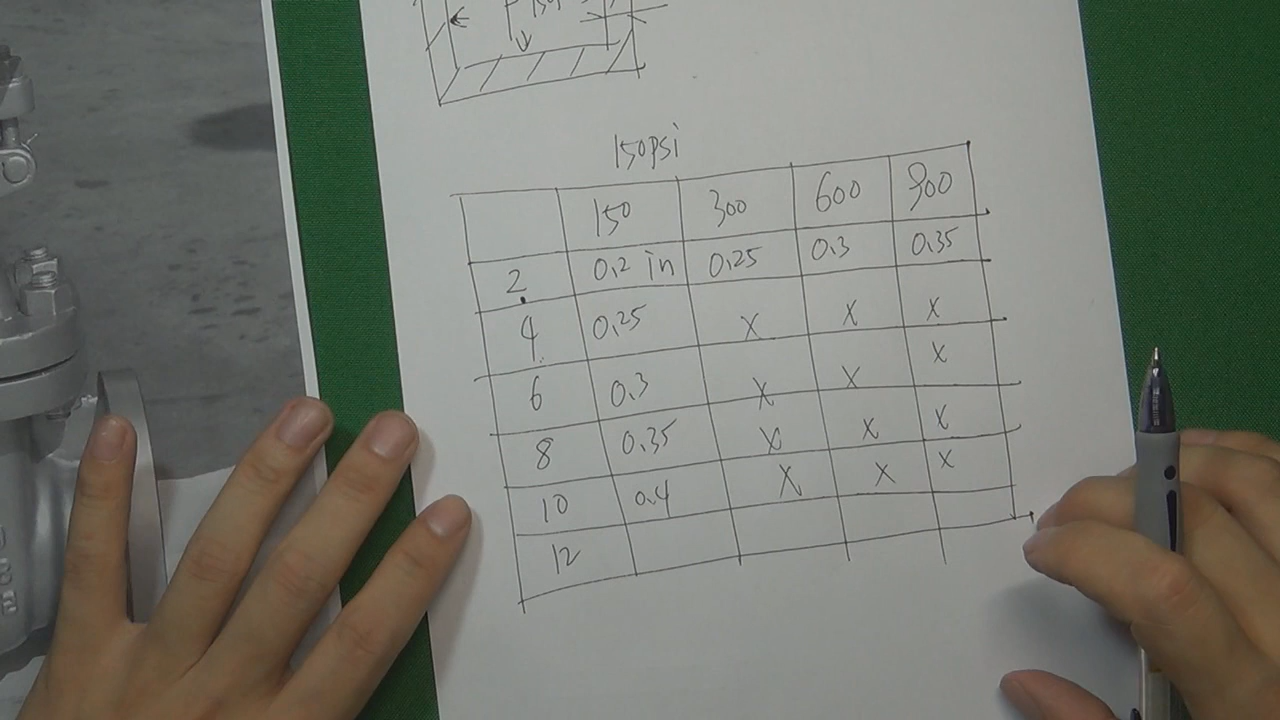 150psi
150 300 600 900
2 0.2 in 0.25 0.3 0.35
4 0.25 X X X
6 0.3 X X X
8 0.35 X X X
10 0.4 X X X
12